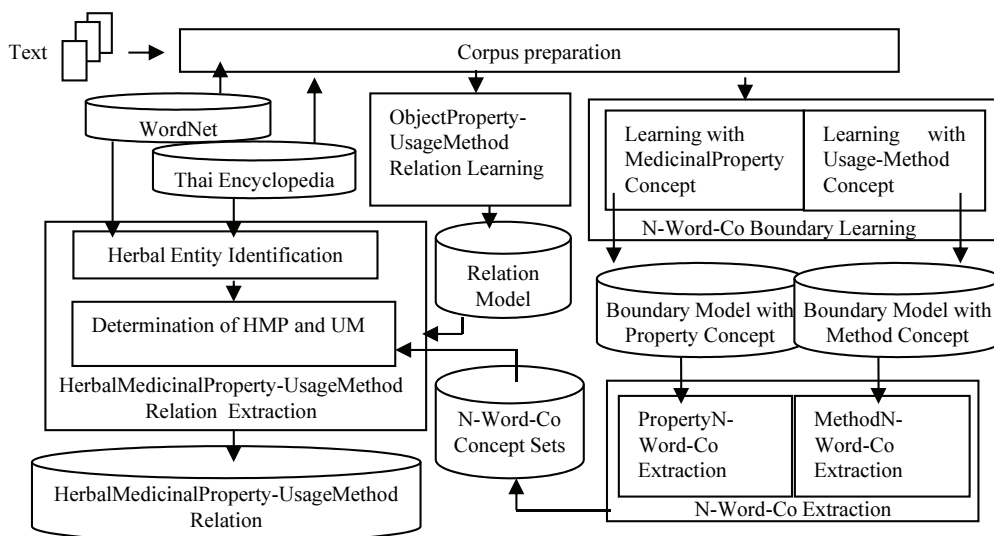 Text
Corpus preparation
WordNet
Thai Encyclopedia
ObjectProperty-
UsageMethod
Relation Learning
Learning with
MedicinalProperty
Concept
Learning with
Usage-Method
Concept
N-Word-Co Boundary Learning
Herbal Entity Identification
Determination of HMP and UM
HerbalMedicinalProperty-UsageMethod
Relation Extraction
Relation
Model
Boundary Model with
Property Concept
Boundary Model with
Method Concept
N-Word-Co
Concept Sets
PropertyN-
Word-Co
Extraction
MethodN-
Word-Co
Extraction
N-Word-Co Extraction
HerbalMedicinalProperty-UsageMethod
Relation